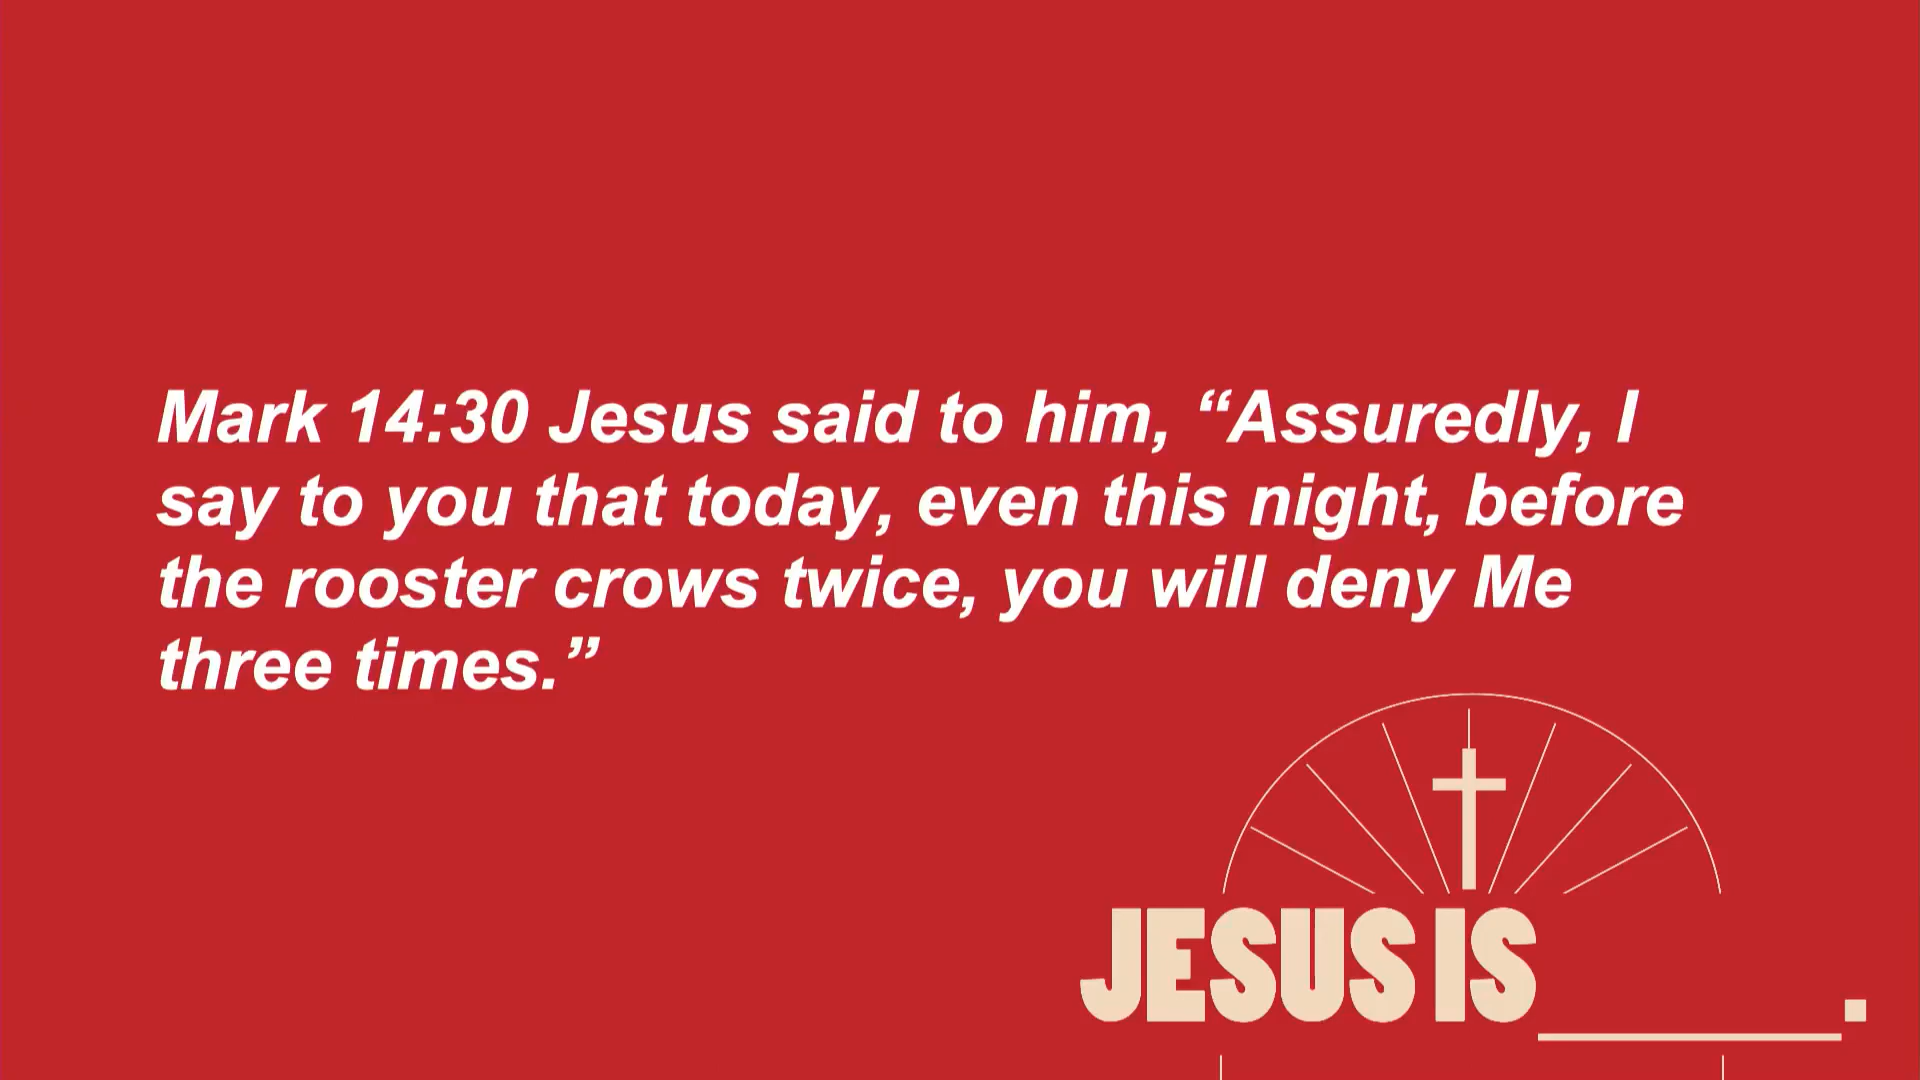 Mark 14:30 Jesus said to him, “Assuredly, I
say to you that today, even this night, before
the rooster crows twice, you will deny Me
three times.”
JESUS IS ______.